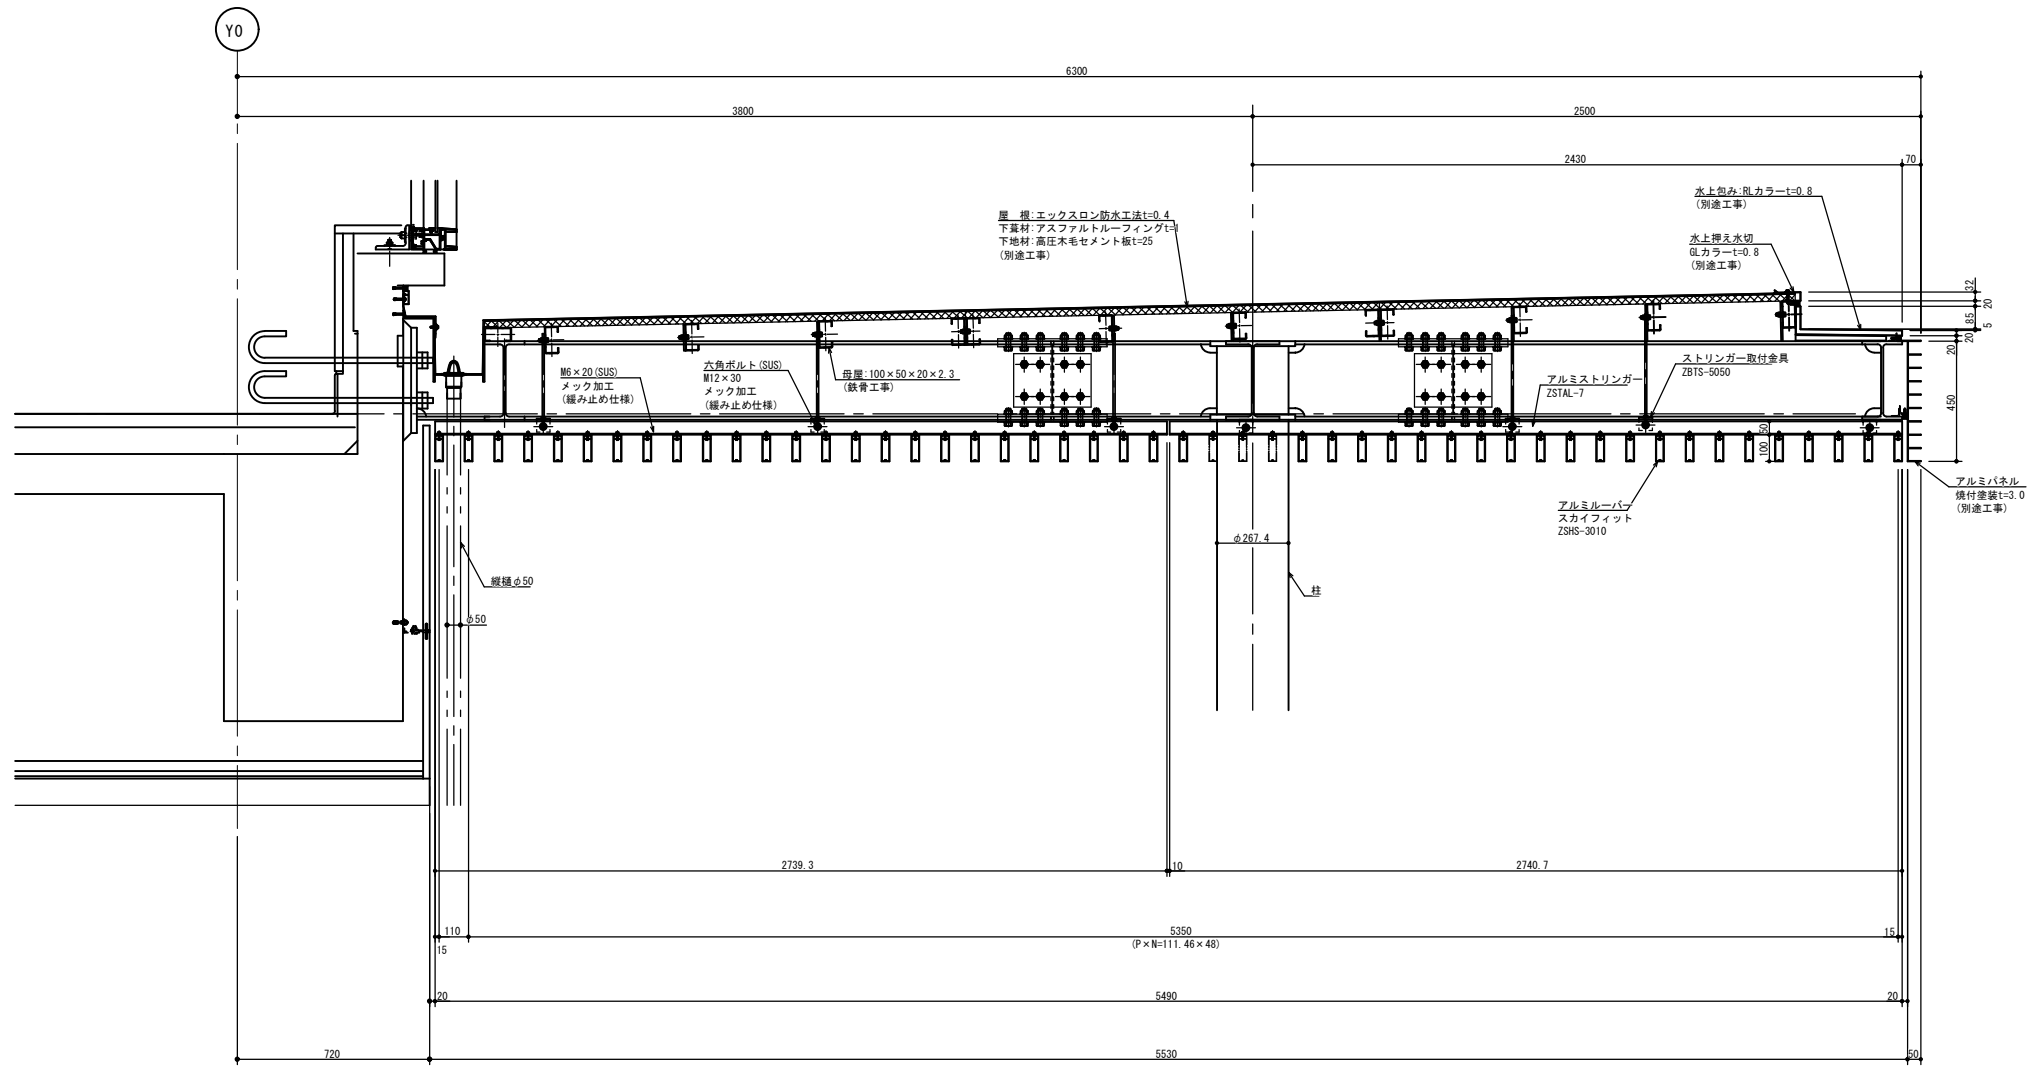 Y0
6300
3800
2500
2430
70
屋　根:エックスロン防水工法t=0.4
下葺材:アスファルトルーフィングt=1
下地材:高圧木毛セメント板t=25
(別途工事)
水上包み:RLカラーt=0.8
(別途工事)
水上押え水切
GLカラーt=0.8
(別途工事)
32
20
85
5
20
20
450
50
100
M6×20(SUS)
メック加工
(緩み止め仕様)
六角ボルト(SUS)
M12×30
メック加工
(緩み止め仕様)
母屋:100×50×20×2.3
(鉄骨工事)
アルミストリンガー
ZSTAL-7
ストリンガー取付金具
ZBTS-5050
アルミルーバー
スカイフィット
ZSHS-3010
アルミパネル
焼付塗装t=3.0
(別途工事)
φ267.4
縦樋φ50
柱
φ50
2739.3
10
2740.7
110
15
5350
(P×N=111.46×48)
15
20
5490
20
720
5530
50